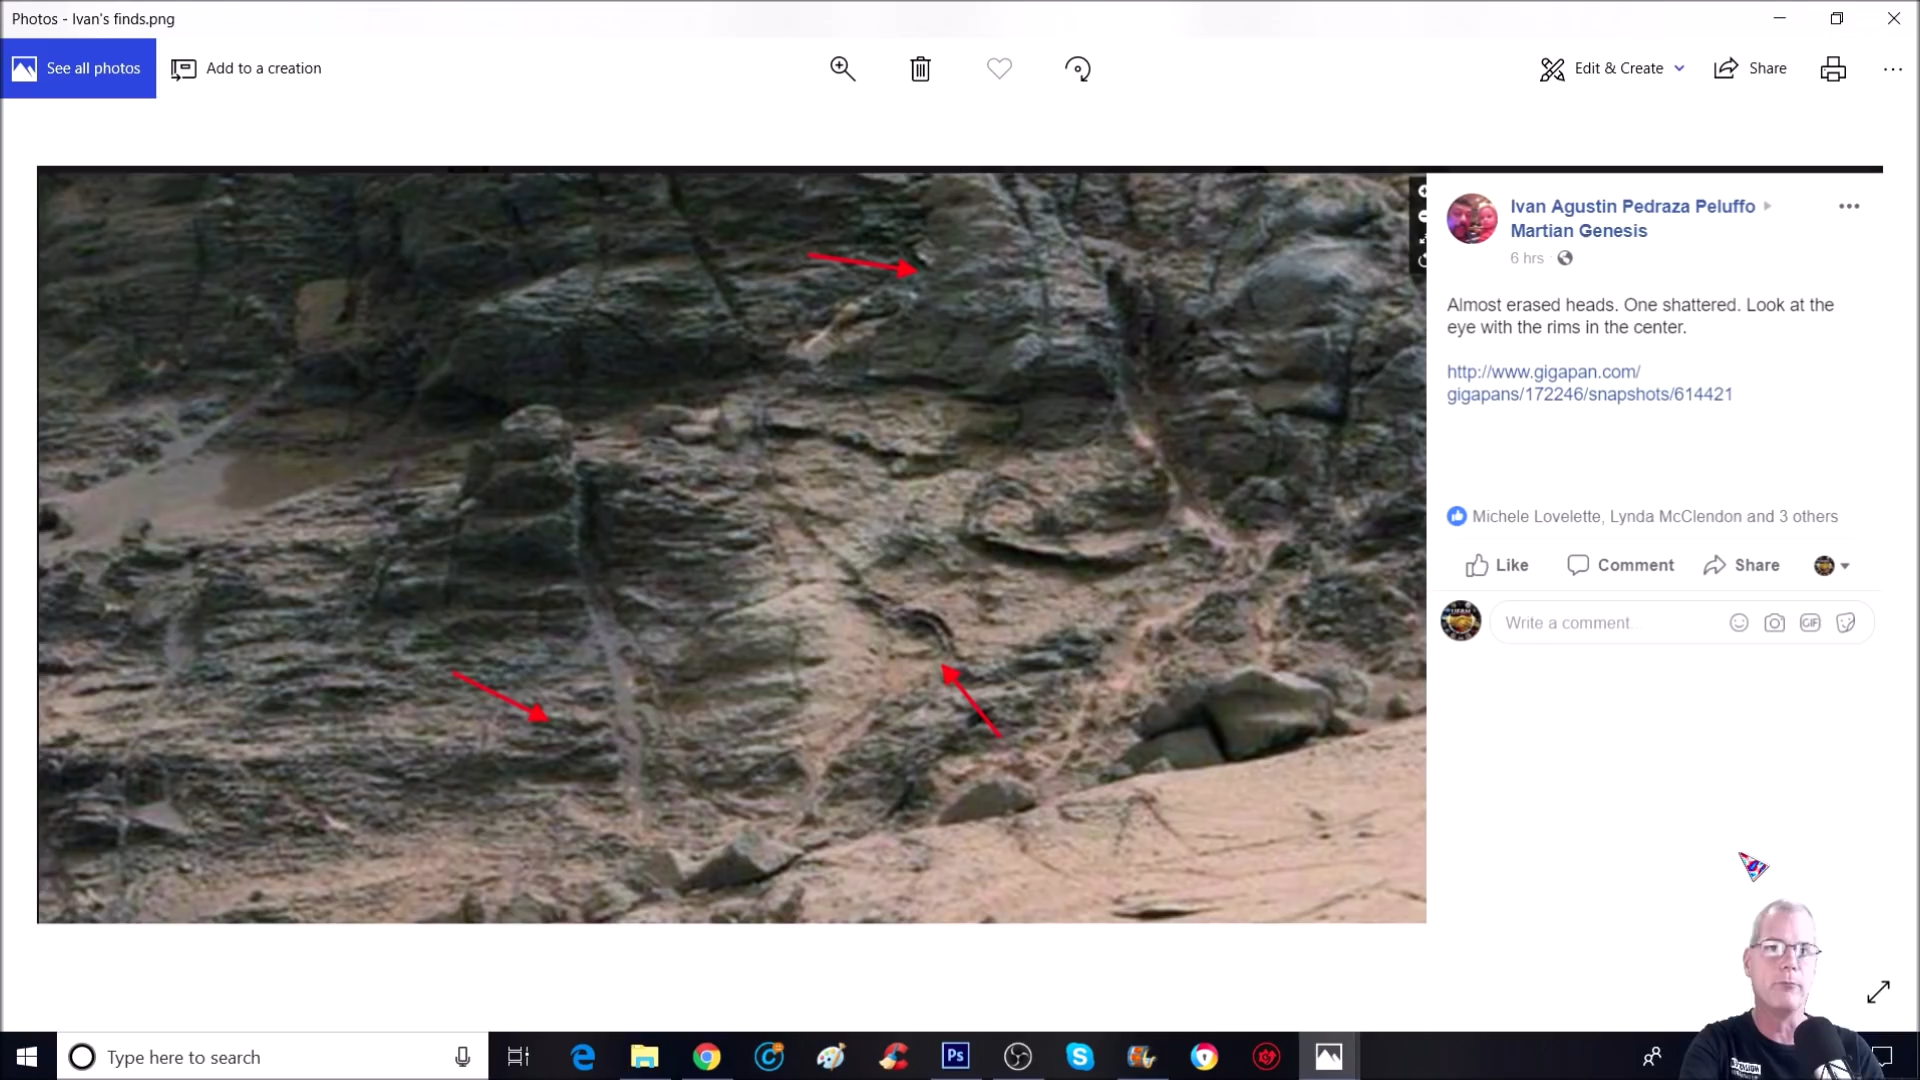 Photos - Ivan's finds.png
See all photos
Add to a creation
Edit & Create
Share
Ivan Agustin Pedraza Peluffo
Martian Genesis
6 hrs
Almost erased heads. One shattered. Look at the
eye with the rims in the center.
http://www.gigapan.com/
gigapans/172246/snapshots/614421
Michele Lovelette, Lynda McClendon and 3 others
Like
Comment
Share
Write a comment.
GIF
Type here to search
Ps